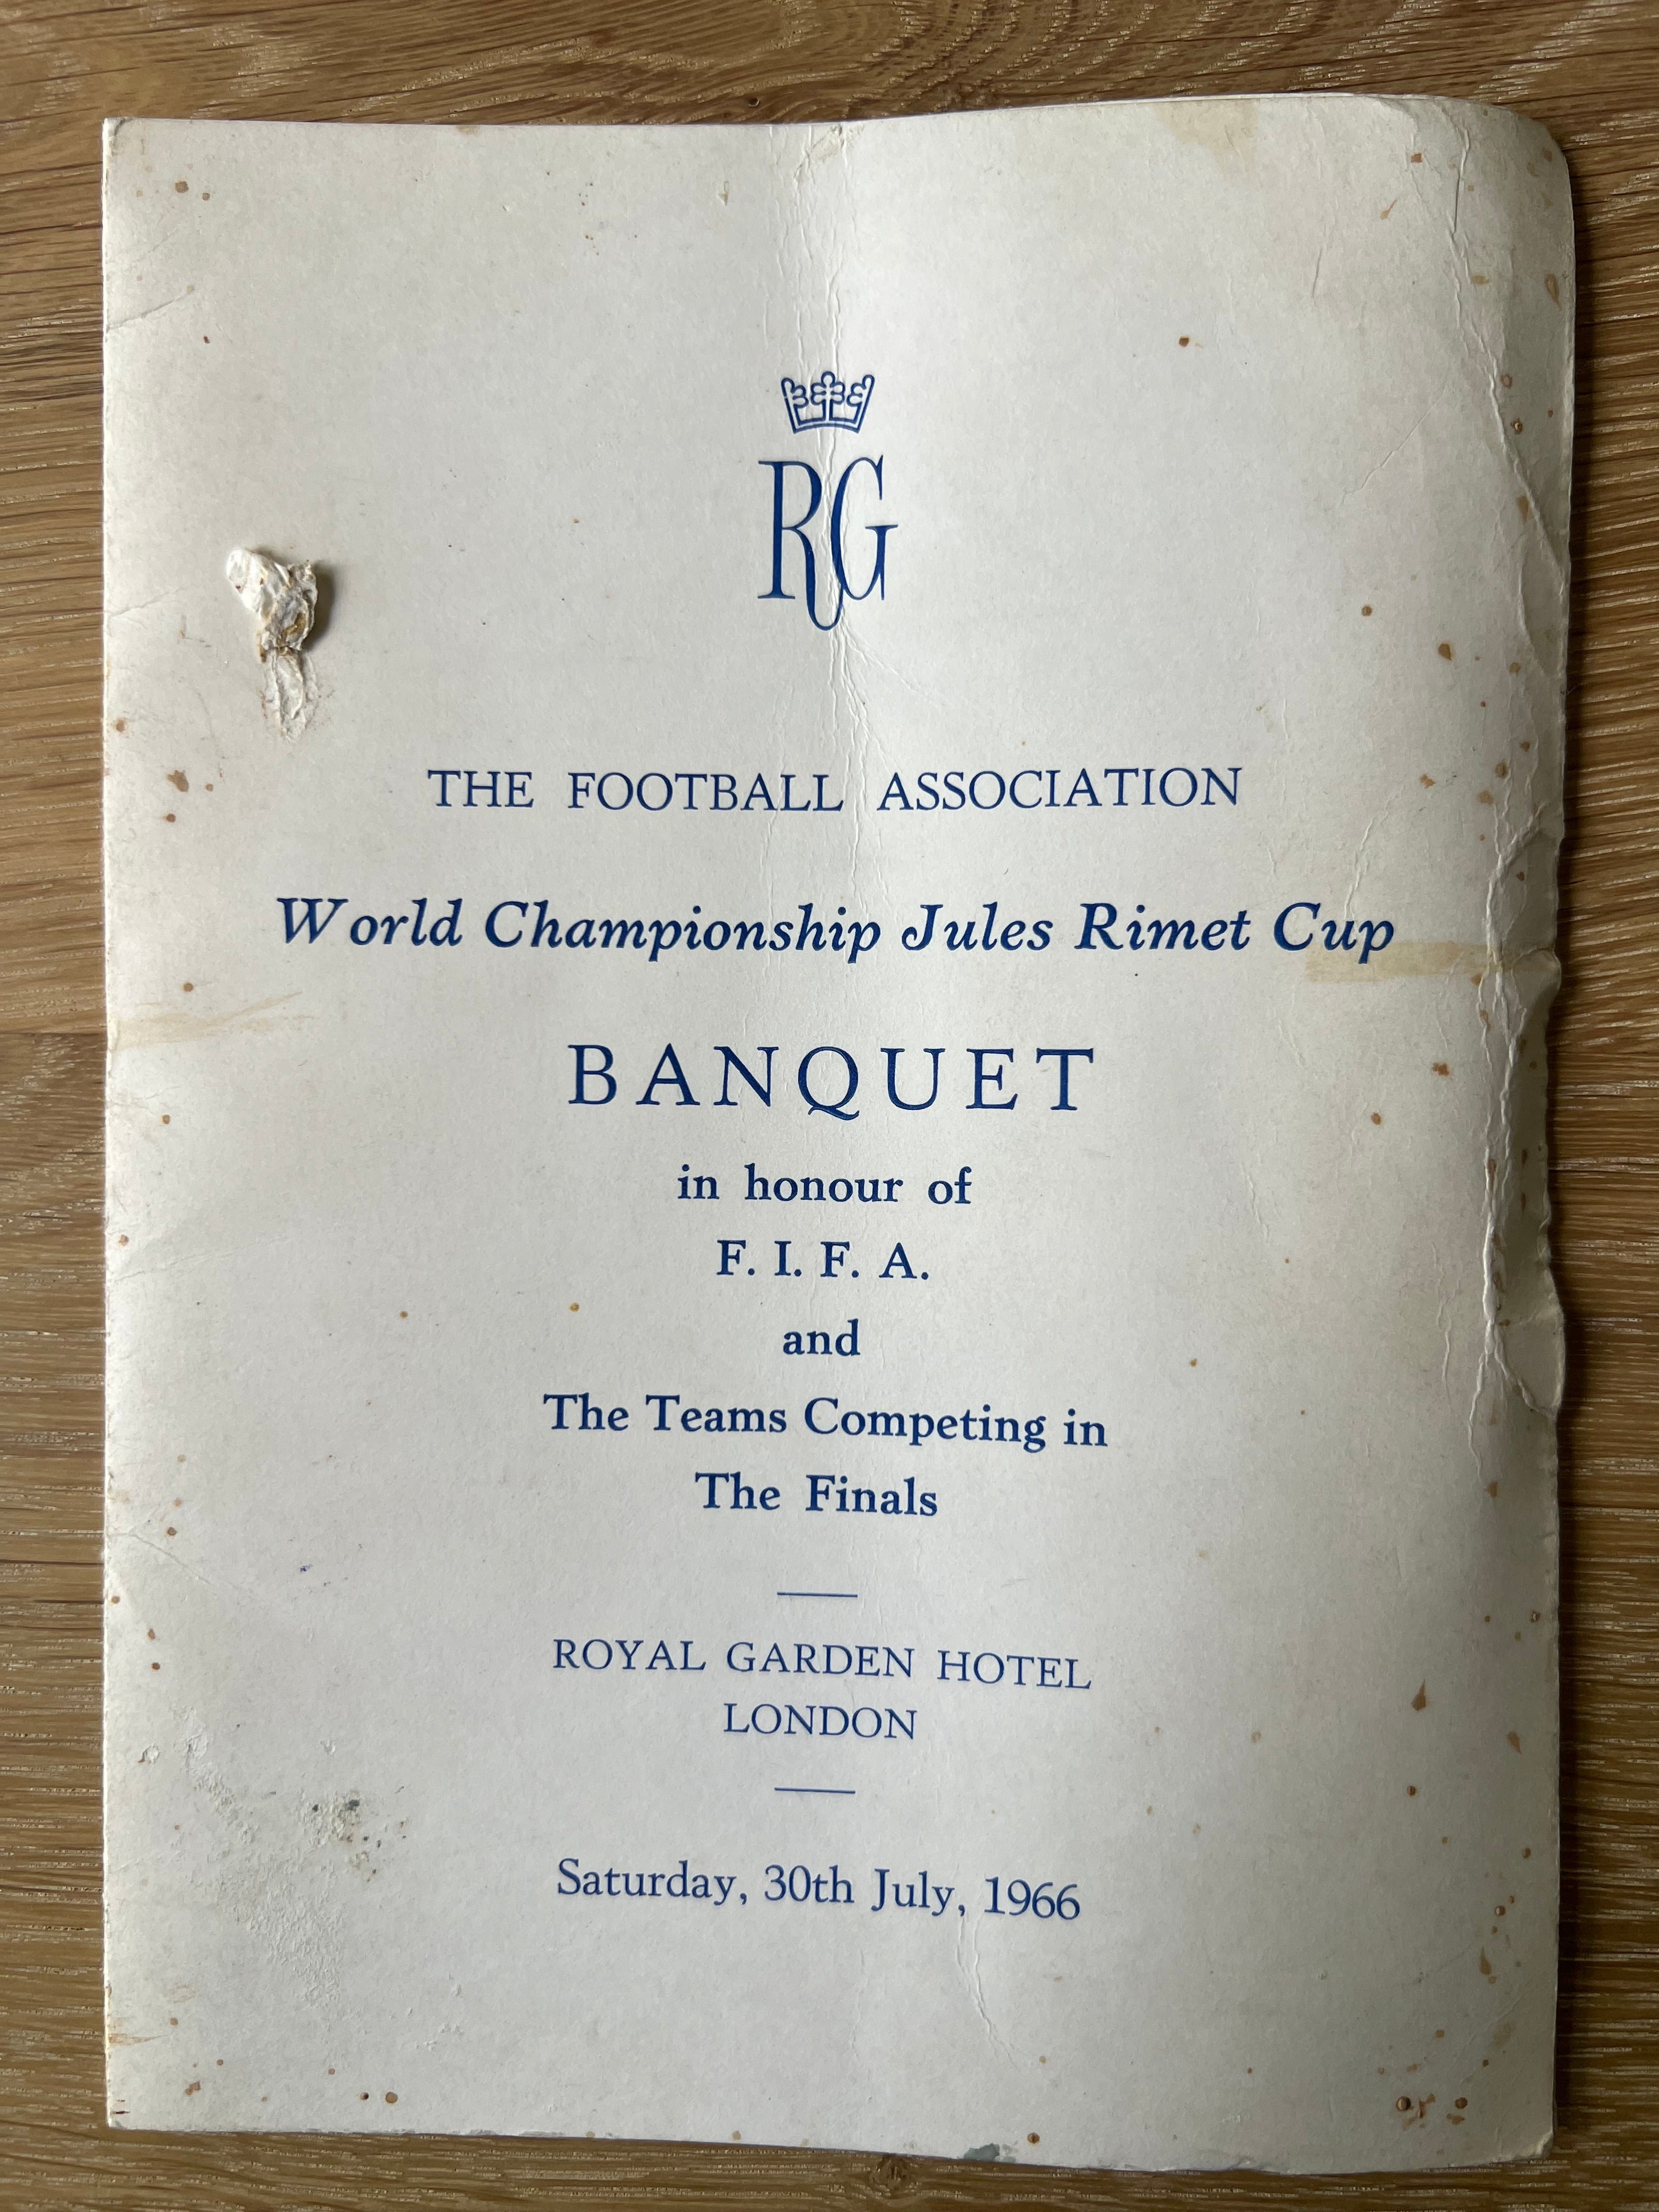 RG
THE FOOTBALL ASSOCIATION
World Championship Jules Rimet Cup
BANQUET
in honour of
F. I. F. A.
and
The Teams Competing in
The Finals
ROYAL GARDEN HOTEL
LONDON
Saturday, 30th July, 1966